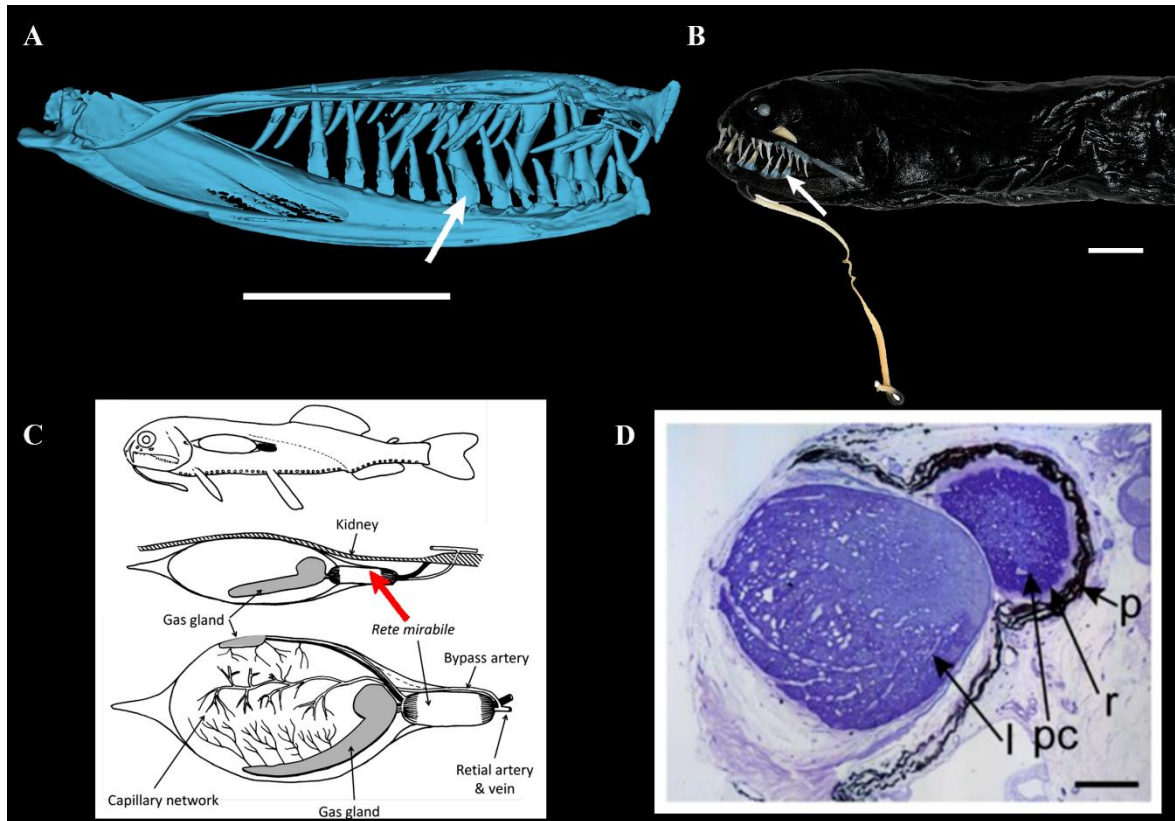 A
B
C
Kidney
Gas gland
Rete mirabile
Bypass artery
Retial artery
& vein
Capillary network
Gas gland
D
p
r
l pc